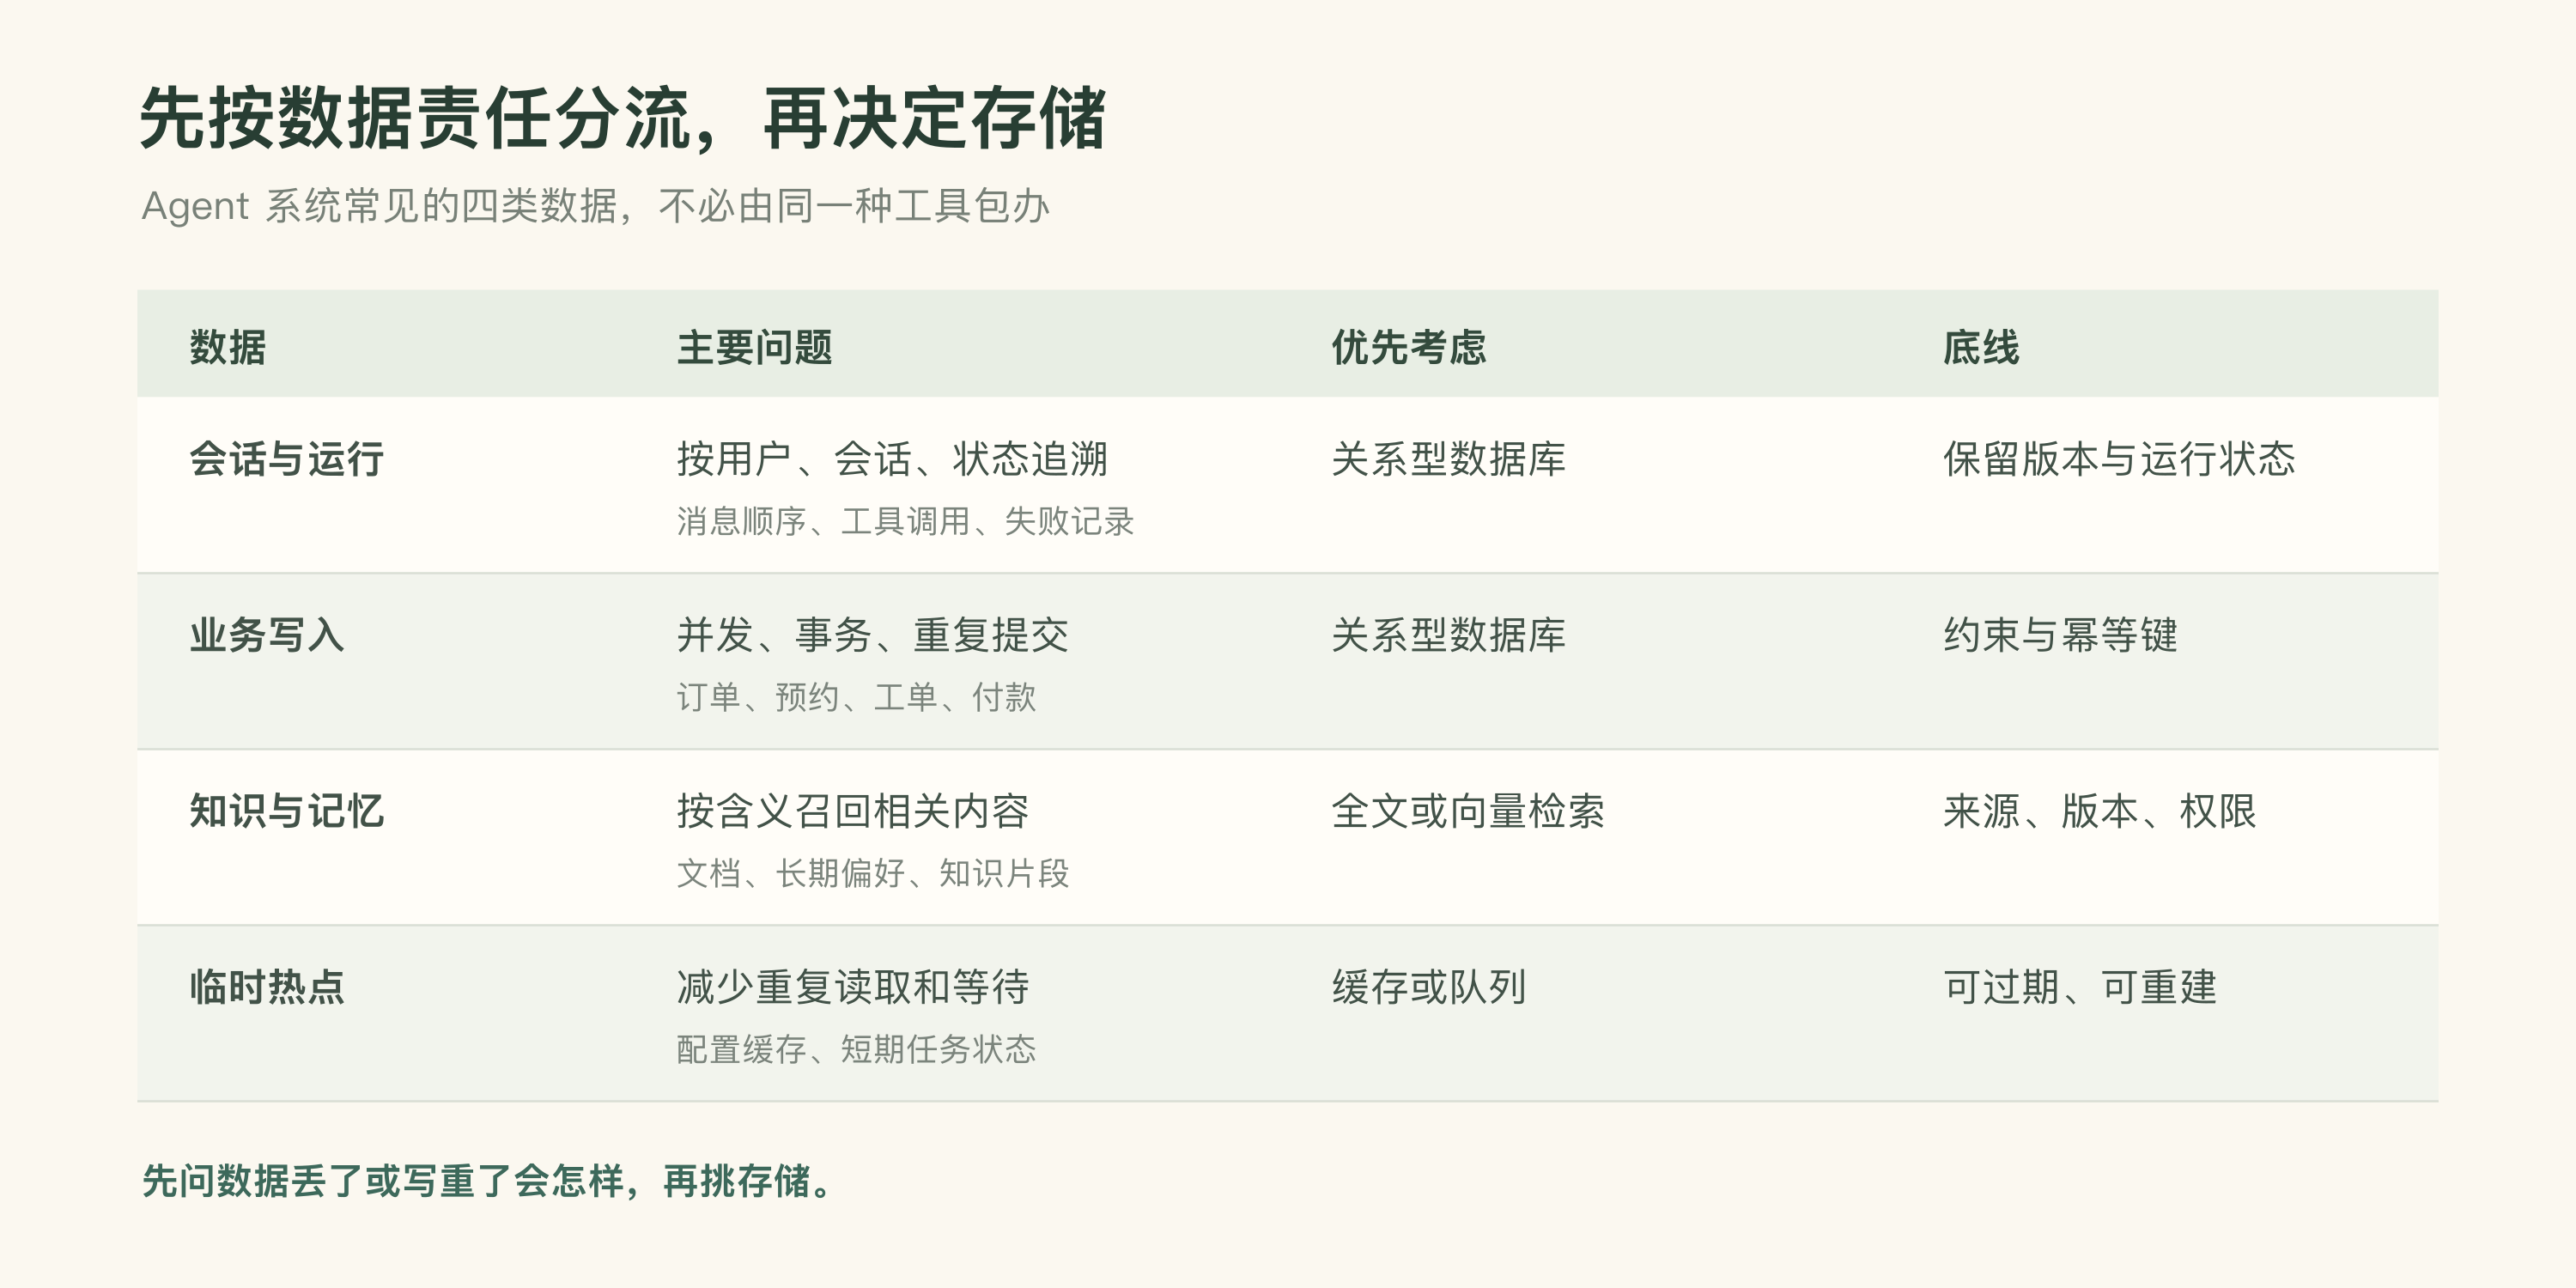 先按数据责任分流，再决定存储
Agent 系统常见的四类数据，不必由同一种工具包办
数据 主要问题 优先考虑 底线
会话与运行 按用户、会话、状态追溯 关系型数据库 保留版本与运行状态
消息顺序、工具调用、失败记录
业务写入 并发、事务、重复提交 关系型数据库 约束与幂等键
订单、预约、工单、付款
知识与记忆 按含义召回相关内容 全文或向量检索 来源、版本、权限
文档、长期偏好、知识片段
临时热点 减少重复读取和等待 缓存或队列 可过期、可重建
配置缓存、短期任务状态
先问数据丢了或写重了会怎样，再挑存储。